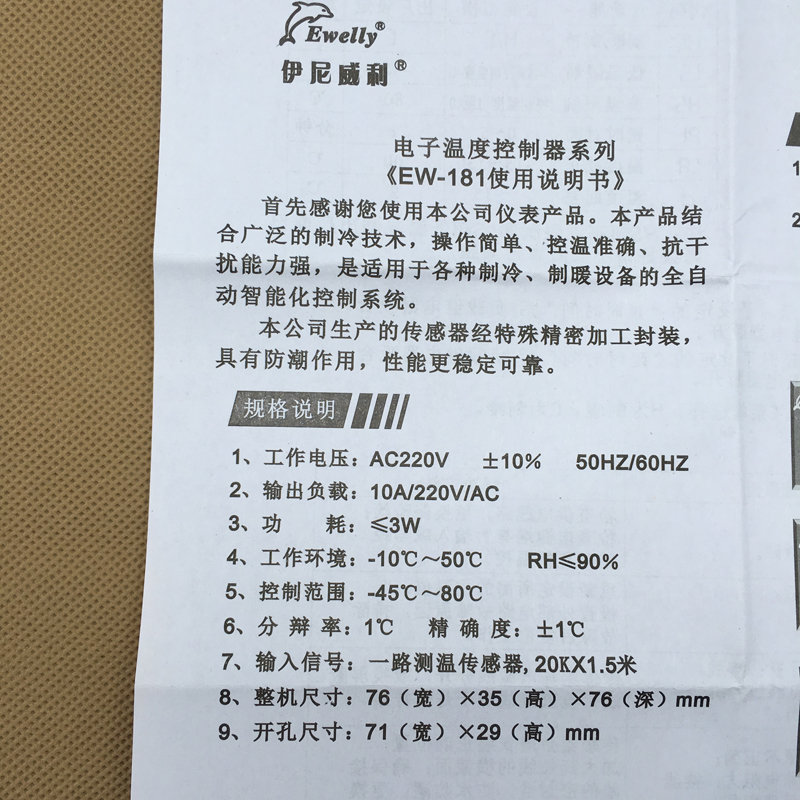 Ewelly®
伊尼威利®
电子温度控制器系列
《EW-181使用说明书》
首先感谢您使用本公司仪表产品。本产品结
合广泛的制冷技术，操作简单、控温准确、抗干
扰能力强，是适用于各种制冷、制暖设备的全自
动智能化控制系统。
本公司生产的传感器经特殊精密加工封装，
具有防潮作用，性能更稳定可靠。
规格说明
1、工作电压：AC220V ±10% 50HZ/60HZ
2、输出负载：10A/220V/AC
3、功 耗：≤3W
4、工作环境：-10℃～50℃ RH≤90%
5、控制范围：-45℃～80℃
6、分 辩 率：1℃ 精 确 度：±1℃
7、输入信号：一路测温传感器,20KX1.5米
8、整机尺寸：76（宽）×35（高）×76（深）mm
9、开孔尺寸：71（宽）×29（高）mm
1
2